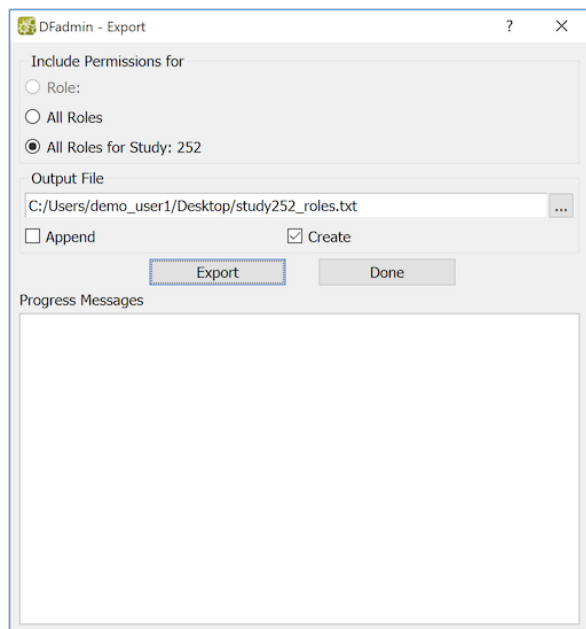 DFadmin - Export ?
Include Permissions for
Role:
All Roles
All Roles for Study: 252
Output File
C:/Users/demo_user1/Desktop/study252_roles.txt ...
Append Create
Export Done
Progress Messages